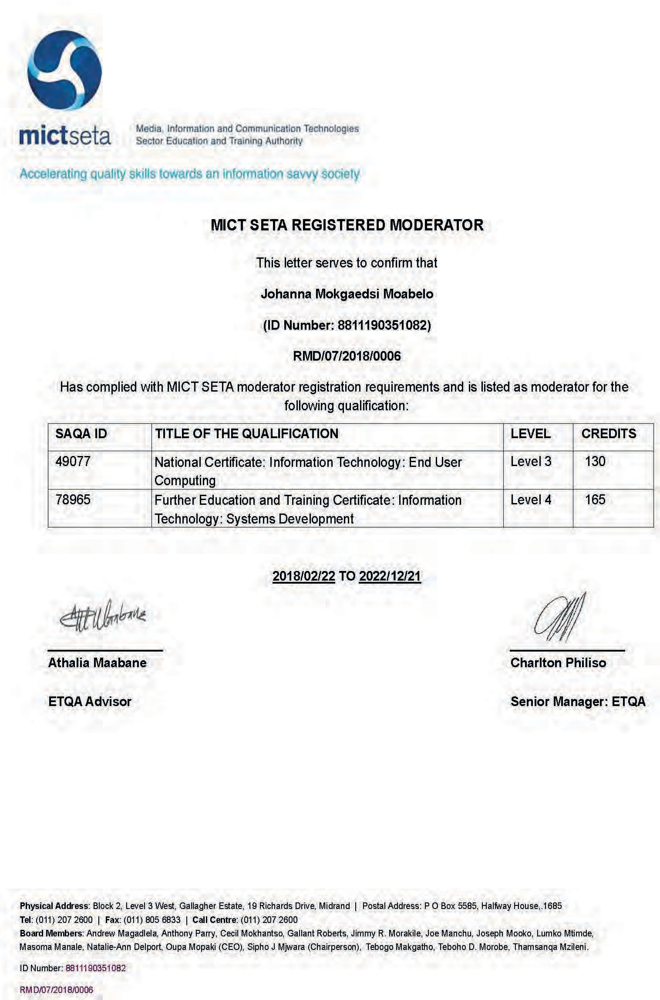 mictseta
Media, Information and Communication Technologies
Sector Education and Training Authority
Accelerating quality skills towards an information savvy society
MICT SETA REGISTERED MODERATOR
This letter serves to confirm that
Johanna Mokgaedsi Moabelo
(ID Number: 8811190351082)
RMD/07/2018/0006
Has complied with MICT SETA moderator registration requirements and is listed as moderator for the
following qualification:
SAQA ID TITLE OF THE QUALIFICATION LEVEL CREDITS
49077 National Certificate: Information Technology: End User Level 3 130
Computing
78965 Further Education and Training Certificate: Information Level 4 165
Technology: Systems Development
2018/02/22 TO 2022/12/21
Athalia Maabane Charlton Philiso
ETQA Advisor Senior Manager: ETQA
Physical Address: Block 2, Level 3 West, Gallagher Estate, 19 Richards Drive, Midrand | Postal Address: P O Box 5585, Halfway House,.1685
Tel: (011) 207 2600 | Fax: (011) 805 6833 | Call Centre: (011) 207 2600
Board Members: Andrew Magadlela, Anthony Parry, Cecil Mokhantso, Gallant Roberts, Jimmy R. Morakile, Joe Manchu, Joseph Mooko, Lumko Mtimde,
Masoma Manale, Natalie-Ann Delport, Oupa Mopaki (CEO), Sipho J Mjwara (Chairperson), Tebogo Makgatho, Teboho D. Morobe, Thamsanqa Mzileni.
ID Number: 8811190351082
RMD/07/2018/0006